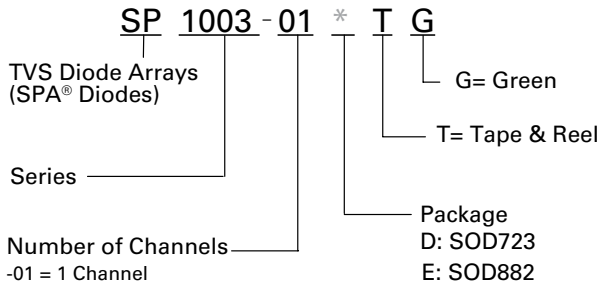 SP 1003 - 01 * T G
TVS Diode Arrays
(SPA® Diodes)
G= Green
T= Tape & Reel
Series
Package
D: SOD723
E: SOD882
Number of Channels
-01 = 1 Channel